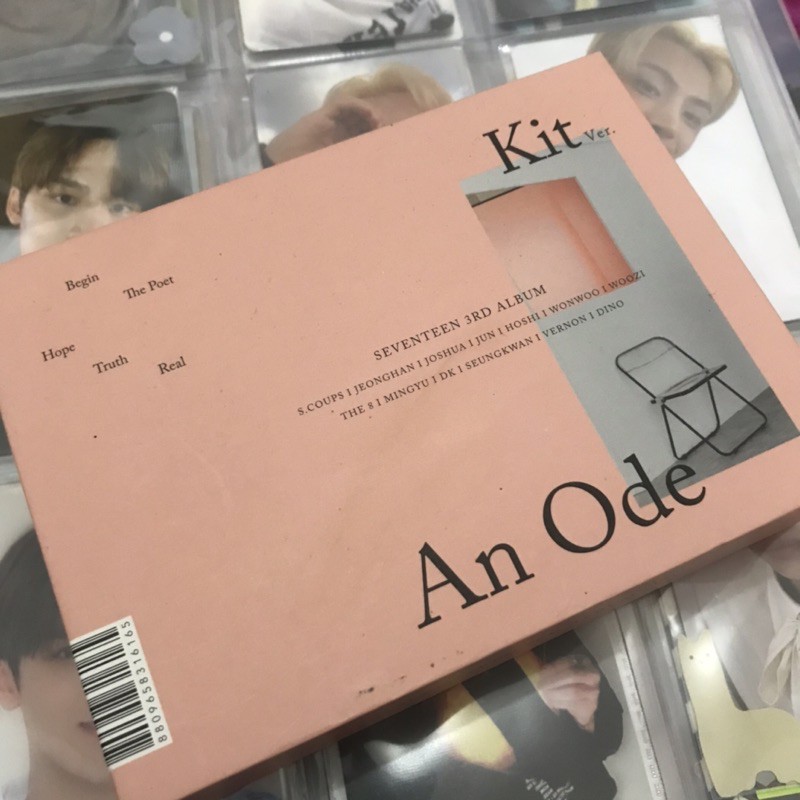 Kit Ver.
Begin
The Poet
Hope
Truth
Real
SEVENTEEN 3RD ALBUM
S.COUPS I JEONGHAN I JOSHUA I JUN I HOSHI I WONWOO I WOOZI
THE 8 I MINGYU I DK I SEUNGKWAN I VERNON I DINO
An Ode
8809658316165